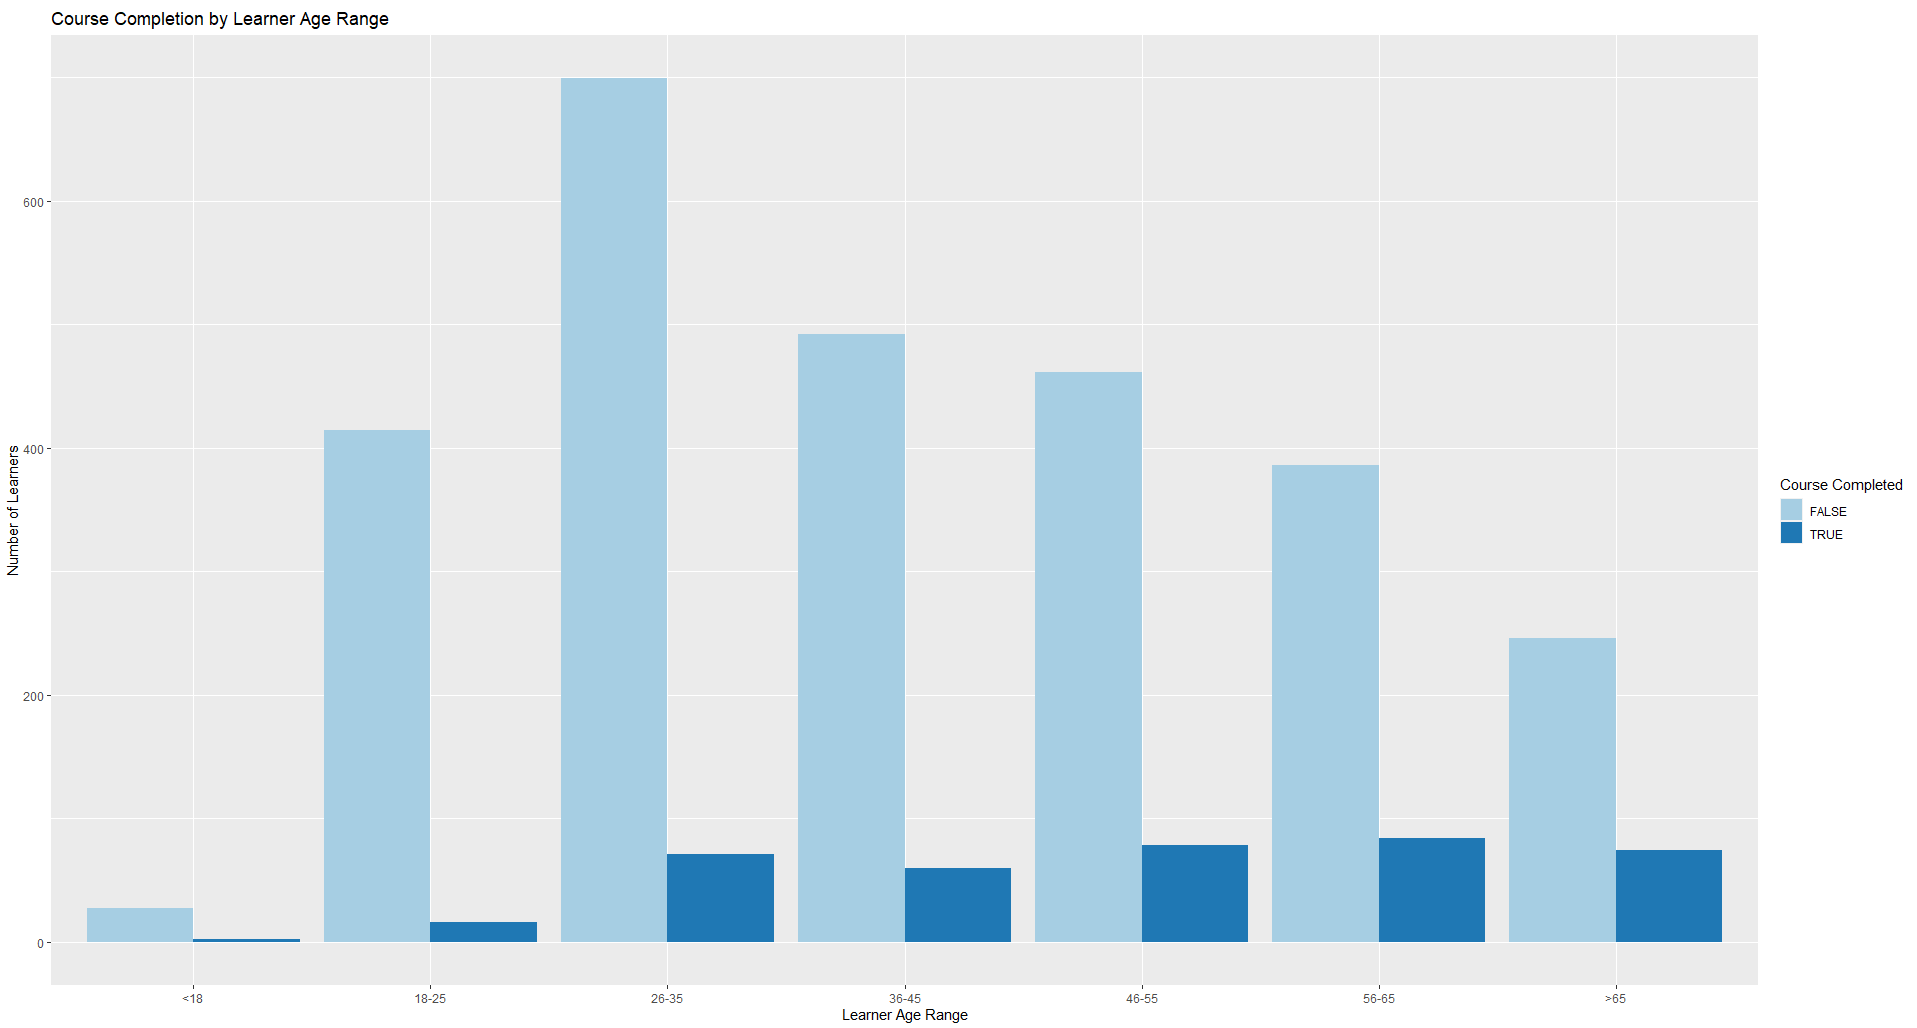 Course Completion by Learner Age Range
Number of Learners
600
400
200
0
<18
18-25
26-35
36-45
46-55
56-65
>65
Learner Age Range
Course Completed
FALSE
TRUE